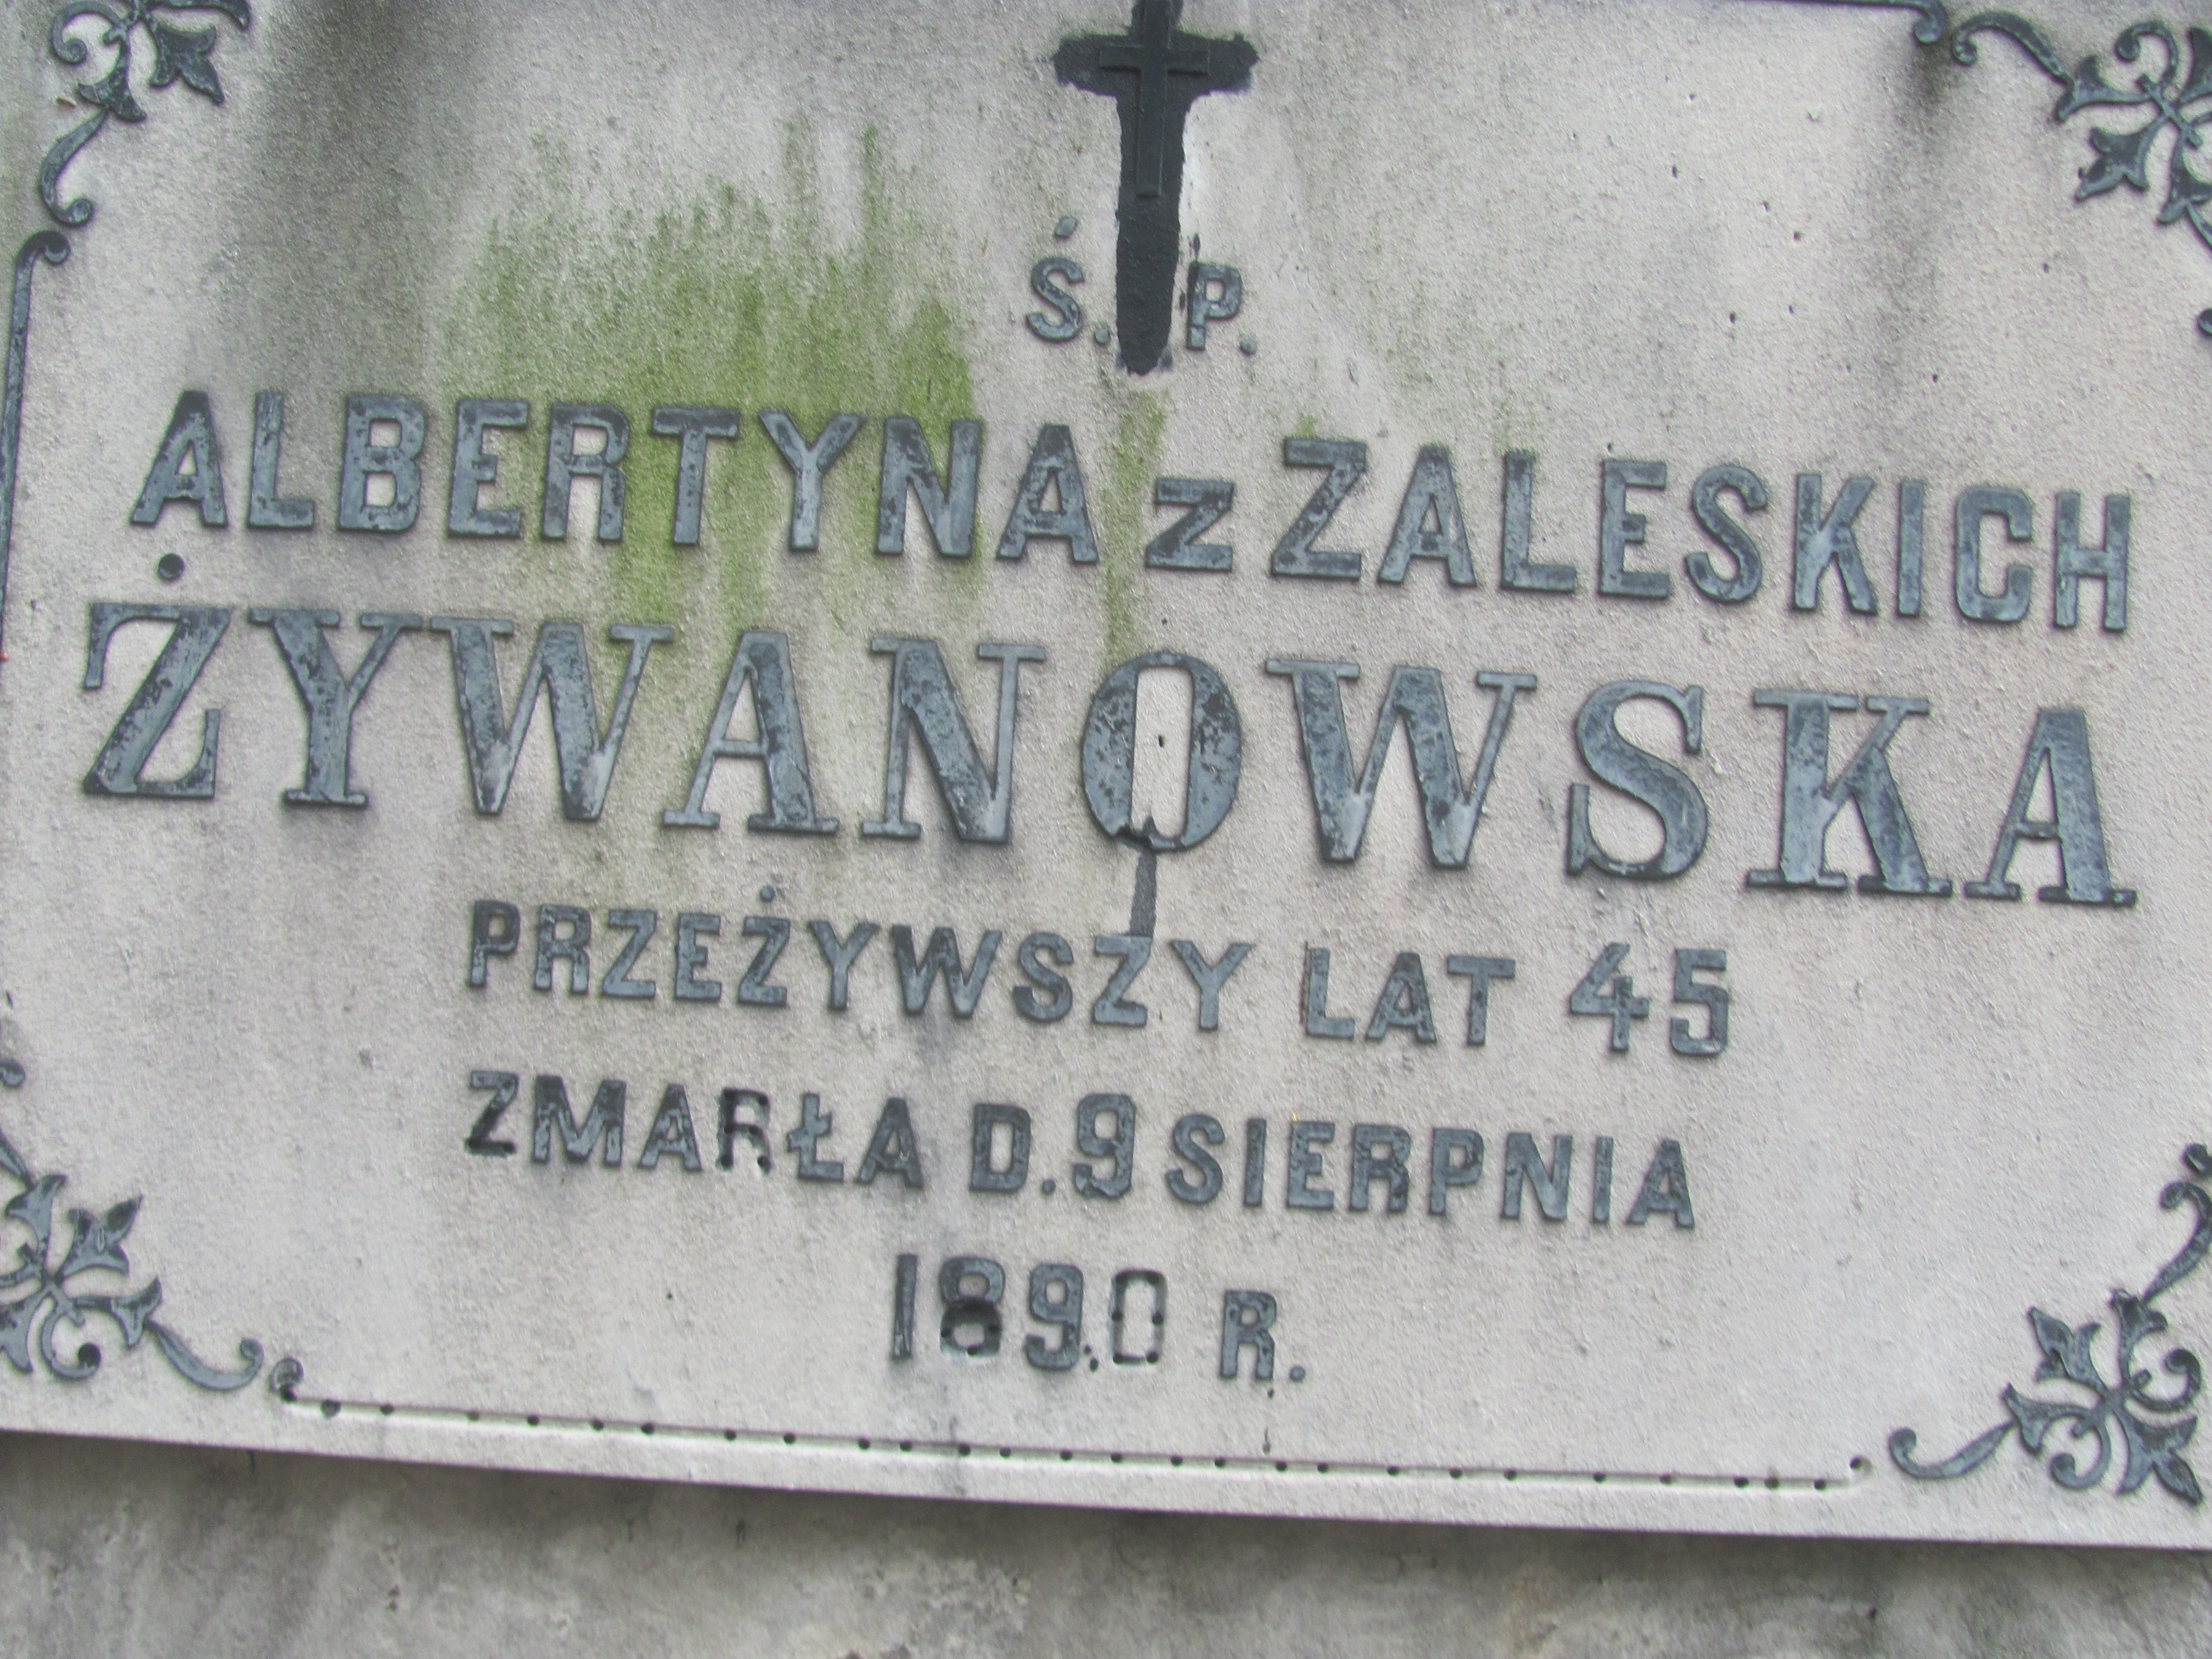 Ś. P.
ALBERTYNA z ZALESKICH
ŻYWANOWSKA
PRZEŻYWSZY LAT 45
ZMARŁA D. 9 SIERPNIA
1890 R.